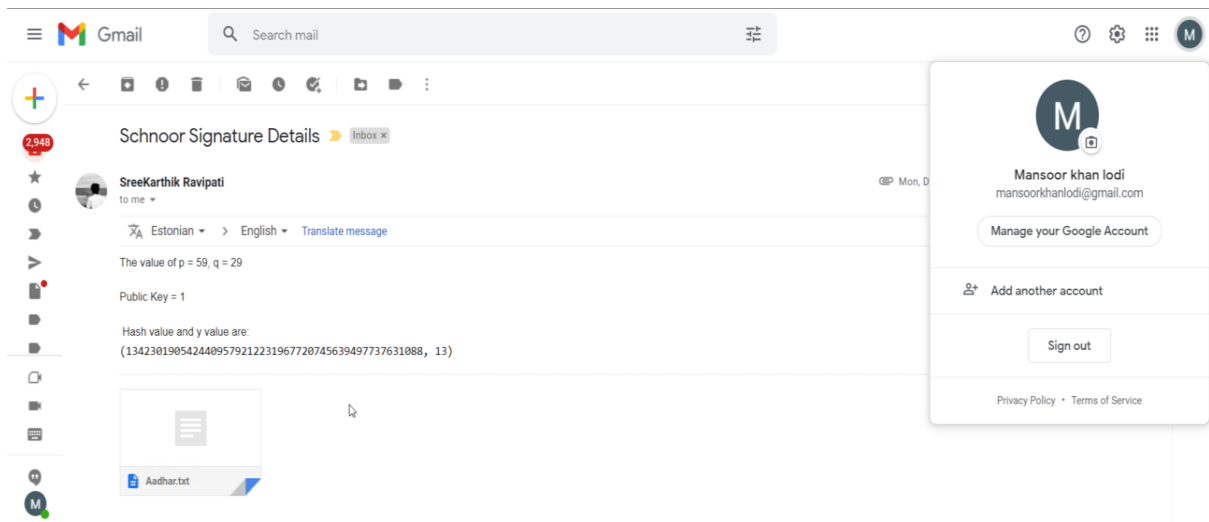 Gmail
Search mail
M
2,948
Schnoor Signature Details
Inbox ×
SreeKarthik Ravipati
to me
Mon, D
Estonian > English Translate message
The value of p = 59, q = 29
Public Key = 1
Hash value and y value are:
(1342301905424409579212231967720745639497737631088, 13)
Aadhar.txt
M
M
Mansoor khan lodi
mansoorkhanlodi@gmail.com
Manage your Google Account
Add another account
Sign out
Privacy Policy • Terms of Service